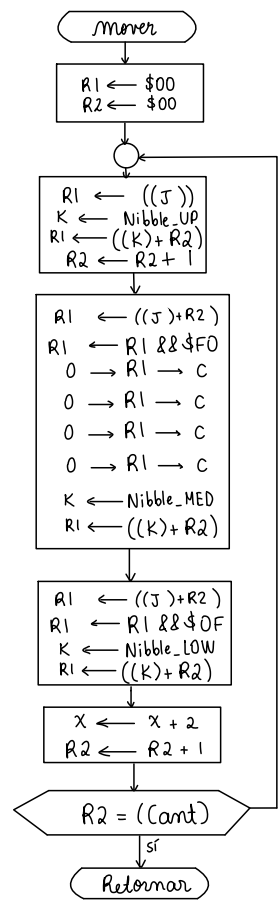 mover
R1 ← $00
R2 ← $00
R1 ← ((J))
K ← Nibble_UP
R1 ← ((K)+R2)
R2 ← R2 + 1
R1 ← ((J)+R2)
R1 ← R1 &&$F0
0 → R1 → C
0 → R1 → C
0 → R1 → C
0 → R1 → C
K ← Nibble_MED
R1 ← ((K)+R2)
R1 ← ((J)+R2)
R1 ← R1 &&$0F
K ← Nibble_LOW
R1 ← ((K)+R2)
X ← X + 2
R2 ← R2 + 1
R2 = (Cant)
sí
Retornar